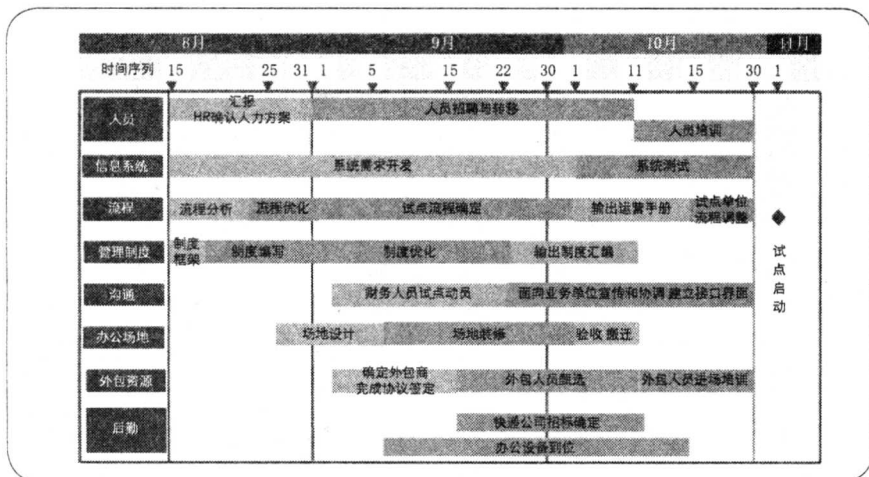 8月 9月 10月 11月
时间序列 15 25 31 1 5 15 22 30 1 11 15 30 1
人员
汇报
HR确认人力方案
人员招聘与转移
人员培训
信息系统 系统需求开发 系统测试
流程 流程分析 流程优化 试点流程确定 输出运营手册
试点单位
流程调整
管理制度
制度
框架
制度编写 制度优化 输出制度汇编
沟通 财务人员试点动员 面向业务单位宣传和协调 建立接口界面
办公场地 场地设计 场地装修 验收 搬迁
外包资源
确定外包商
完成协议签定
外包人员甄选 外包人员进场培训
后勤
快递公司招标确定
办公设备到位
试
点
启
动